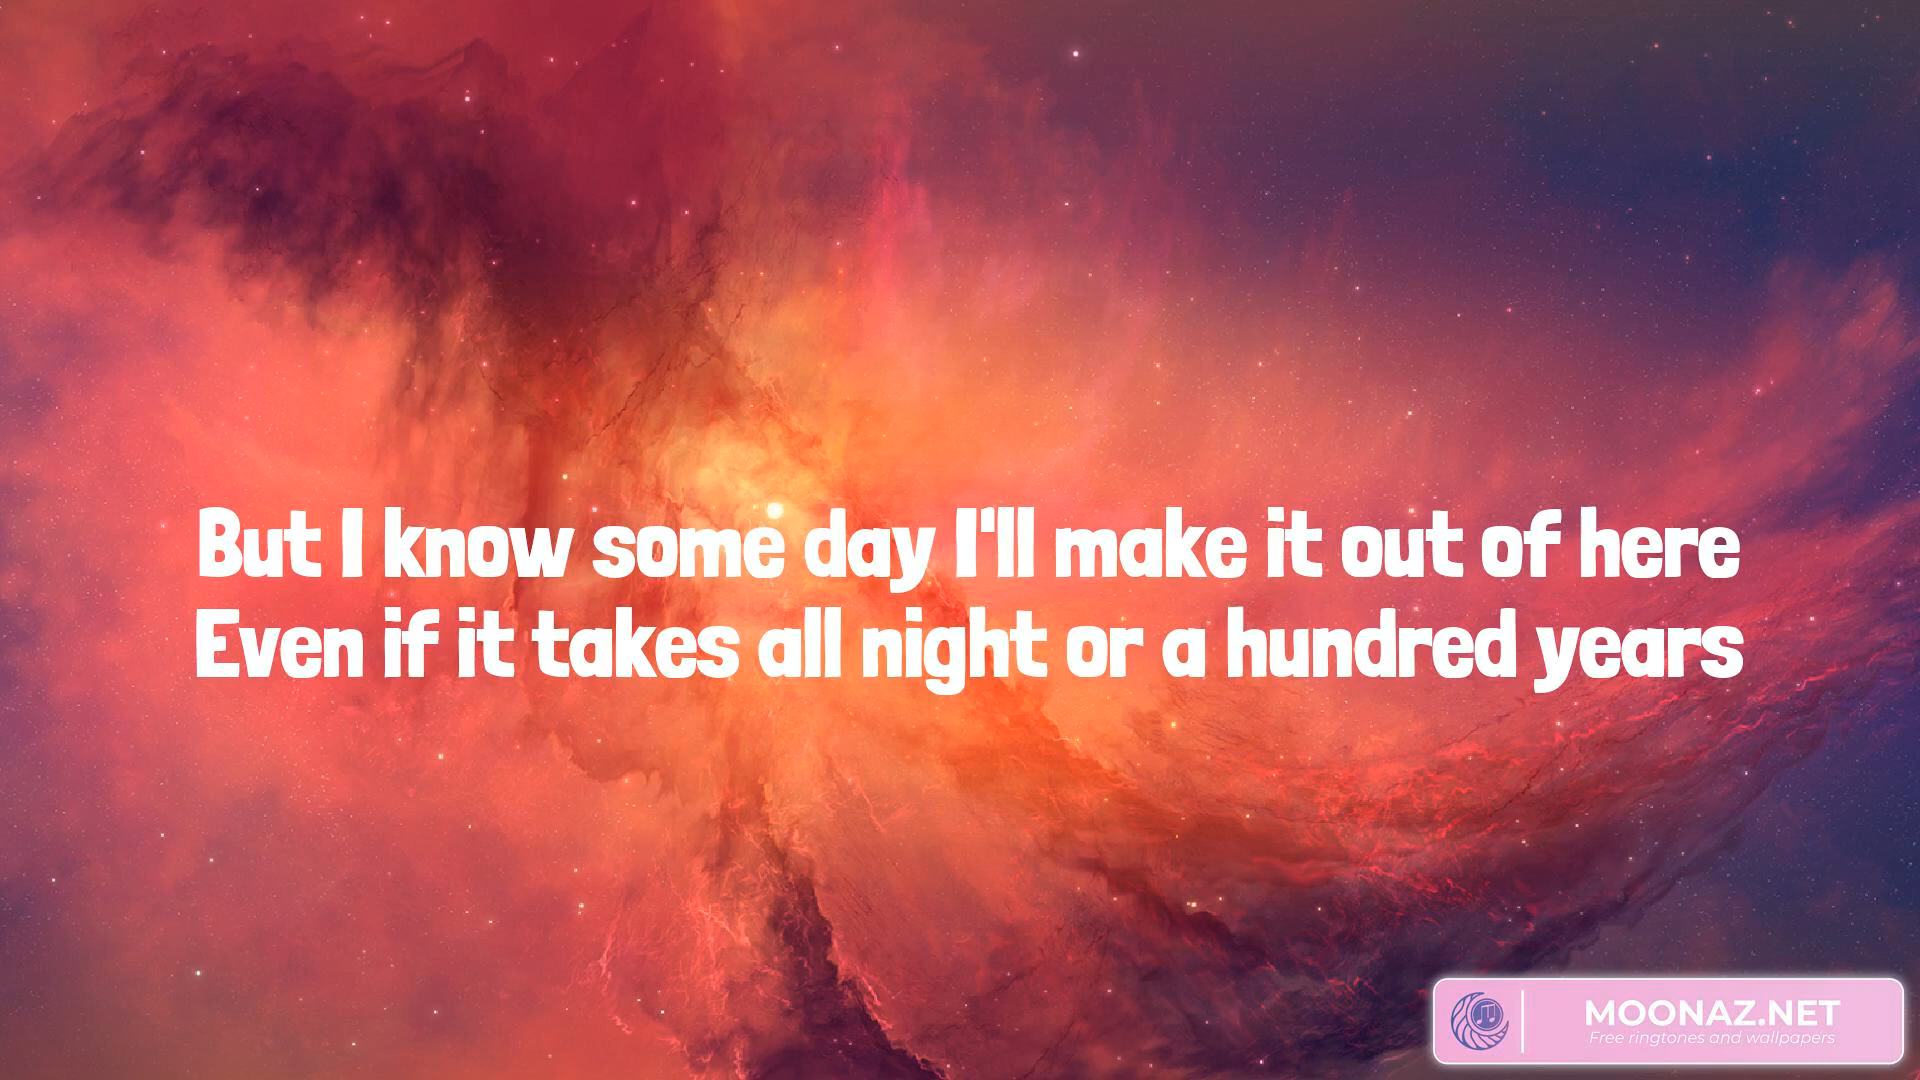 But I know some day I'll make it out of here
Even if it takes all night or a hundred years
MOONAZ.NET
Free ringtones and wallpapers